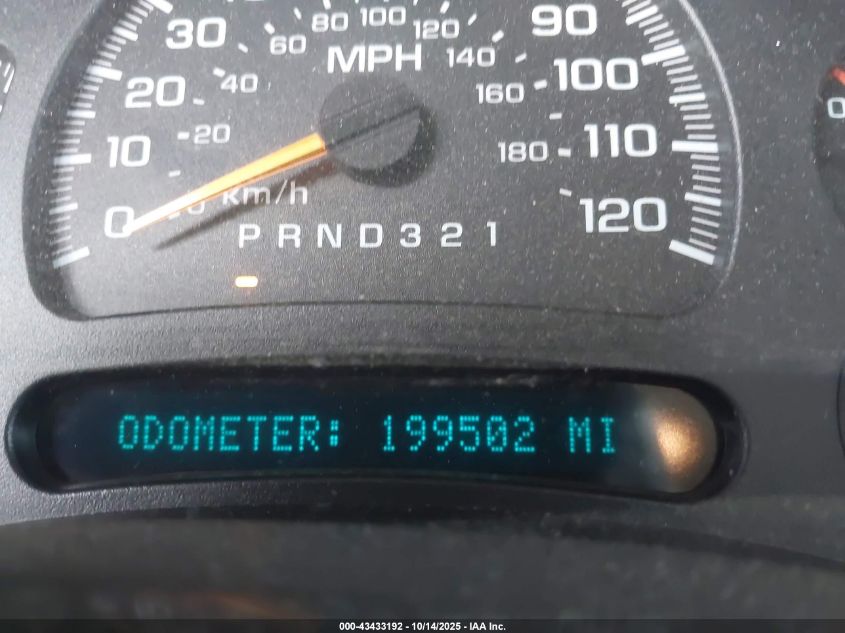 80 100 120
30 60 MPH 140 90
20 40 160 100
10 20 180 110
0 km/h 120
P R N D 3 2 1
ODOMETER: 199502 MI
000-43433192 - 10/14/2025 - IAA Inc.